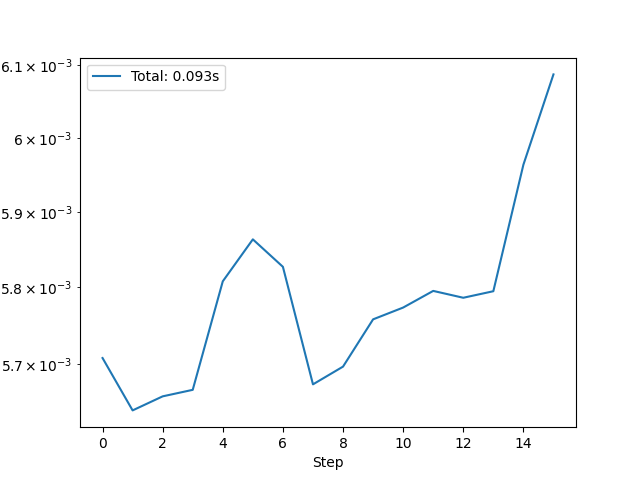 Total: 0.093s
6.1 × 10⁻³
6 × 10⁻³
5.9 × 10⁻³
5.8 × 10⁻³
5.7 × 10⁻³
0 2 4 6 8 10 12 14
Step